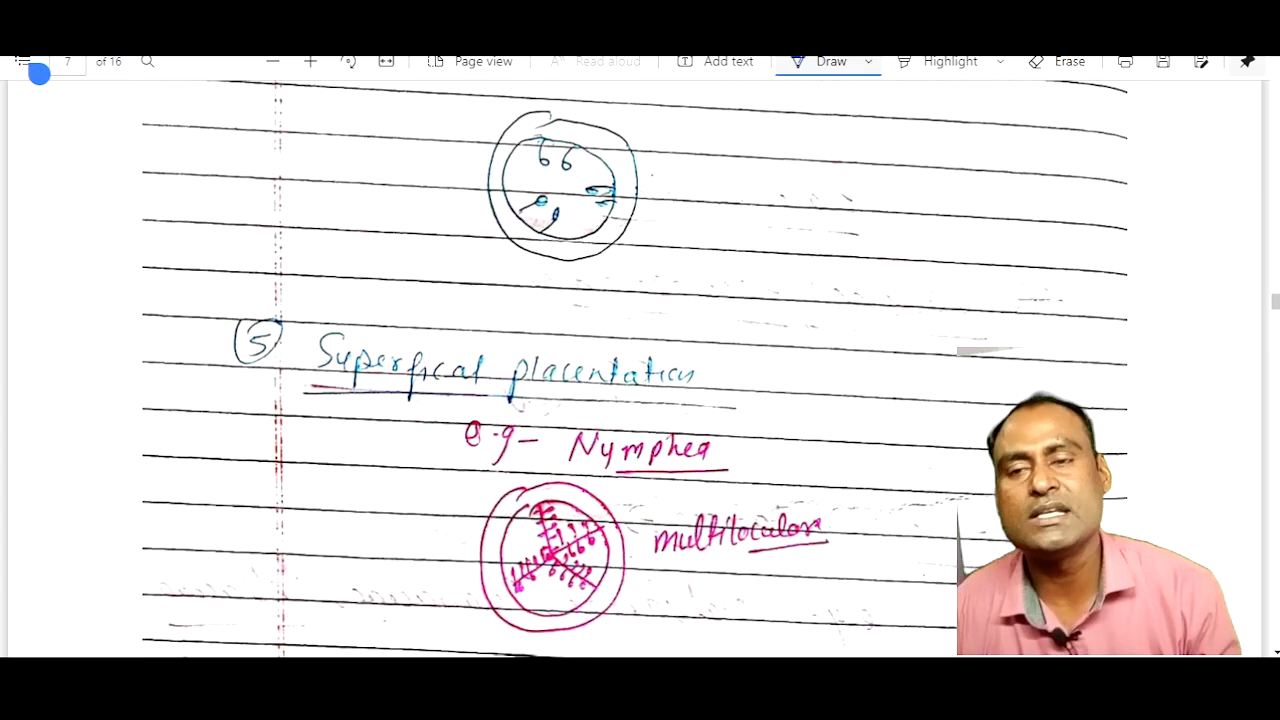 7 of 16 Page view Read aloud Add text Draw Highlight Erase
5 Superfical placentation
e.g- Nymphea
multilocular